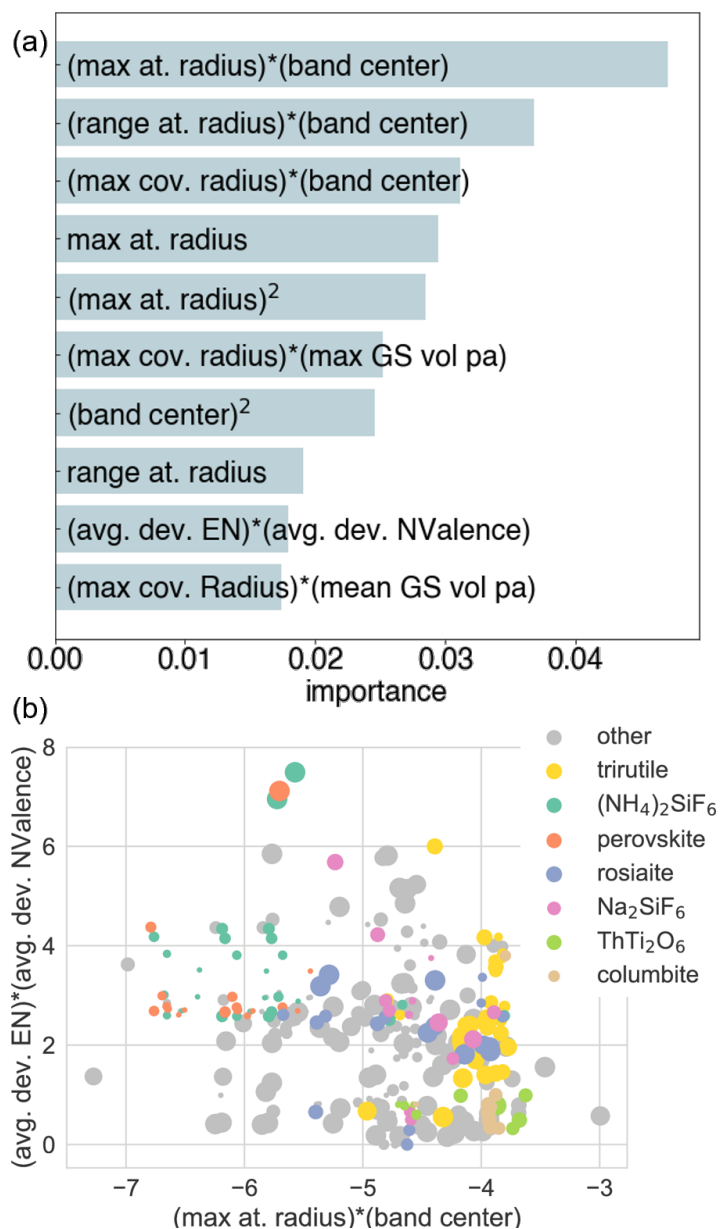 (a)
(max at. radius)*(band center)
(range at. radius)*(band center)
(max cov. radius)*(band center)
max at. radius
(max at. radius)²
(max cov. radius)*(max GS vol pa)
(band center)²
range at. radius
(avg. dev. EN)*(avg. dev. NValence)
(max cov. Radius)*(mean GS vol pa)
0.00 0.01 0.02 0.03 0.04
importance
(b)
(avg. dev. EN)*(avg. dev. NValence)
8
6
4
2
0
other
trirutile
(NH₄)₂SiF₆
perovskite
rosiaite
Na₂SiF₆
ThTi₂O₆
columbite
−7 −6 −5 −4 −3
(max at. radius)*(band center)